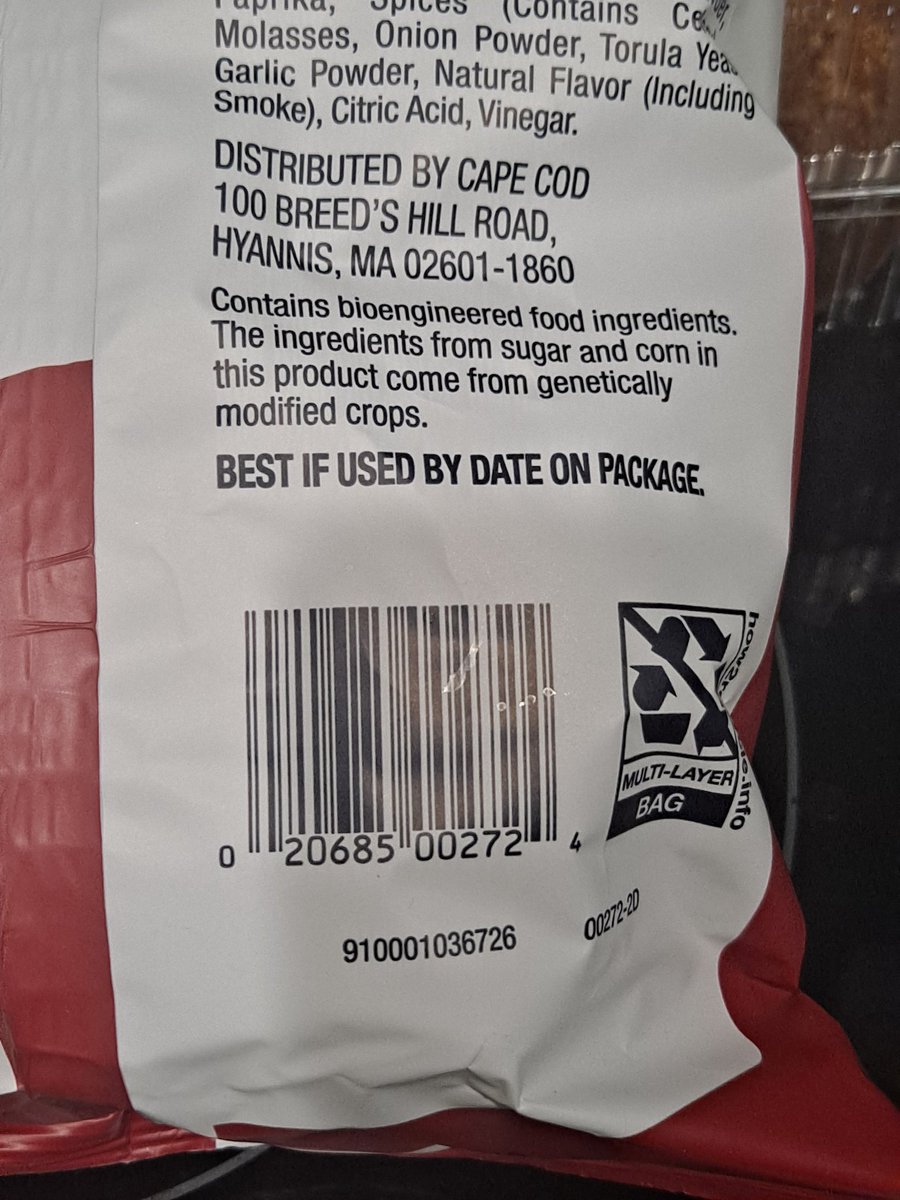 Paprika, Spices (Contains
Molasses, Onion Powder, Torula
Garlic Powder, Natural Flavor (Including
Smoke), Citric Acid, Vinegar.
DISTRIBUTED BY CAPE COD
100 BREED'S HILL ROAD,
HYANNIS, MA 02601-1860
Contains bioengineered food ingredients.
The ingredients from sugar and corn in
this product come from genetically
modified crops.
BEST IF USED BY DATE ON PACKAGE.
MULTI-LAYER
BAG
0 20685 00272 4
910001036726
00272-2D